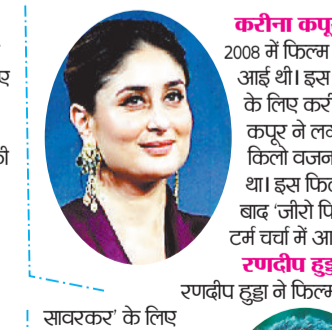 करीना कपू
2008 में फिल्म
आई थी। इस
के लिए करी
कपूर ने ल
किलो वजन
था। इस फि
बाद ‘जीरो फि
टर्म चर्चा में आ
रणदीप हुड्डा
रणदीप हुड्डा ने फिल्म
सावरकर’ के लिए